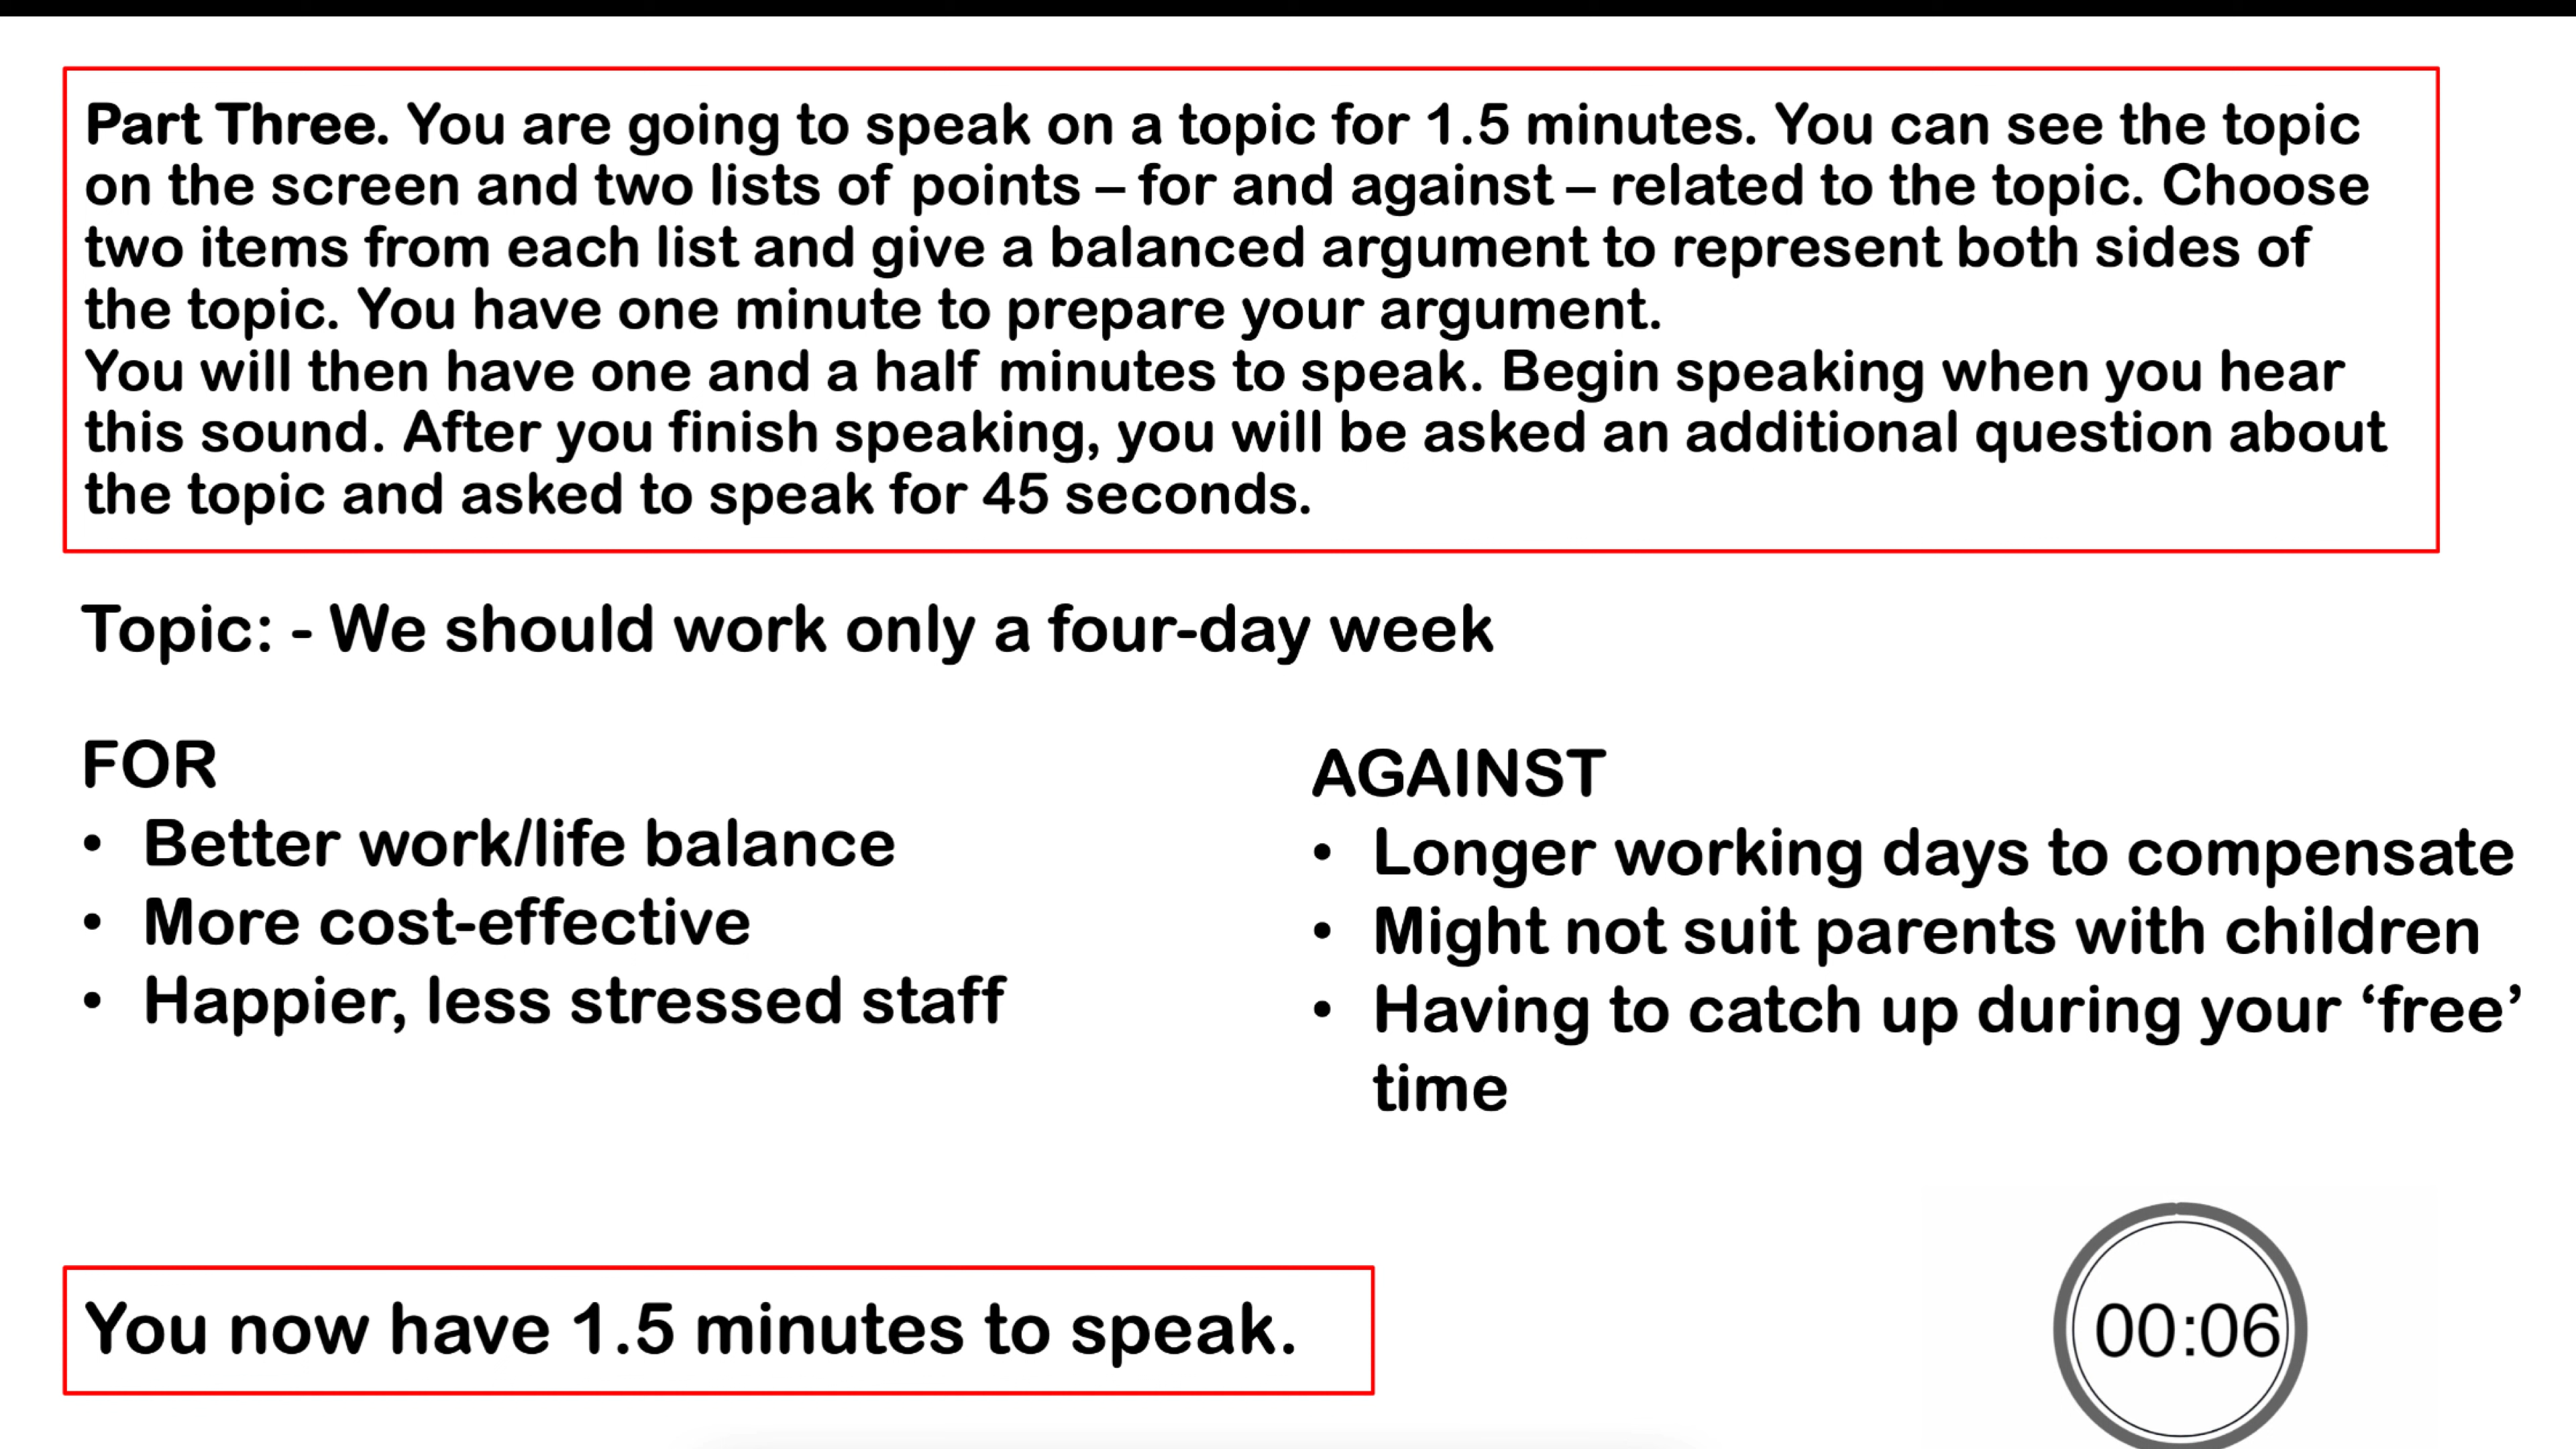 Part Three. You are going to speak on a topic for 1.5 minutes. You can see the topic
on the screen and two lists of points – for and against – related to the topic. Choose
two items from each list and give a balanced argument to represent both sides of
the topic. You have one minute to prepare your argument.
You will then have one and a half minutes to speak. Begin speaking when you hear
this sound. After you finish speaking, you will be asked an additional question about
the topic and asked to speak for 45 seconds.
Topic: - We should work only a four-day week
FOR
• Better work/life balance
• More cost-effective
• Happier, less stressed staff
AGAINST
• Longer working days to compensate
• Might not suit parents with children
• Having to catch up during your ‘free’
time
You now have 1.5 minutes to speak.
00:06